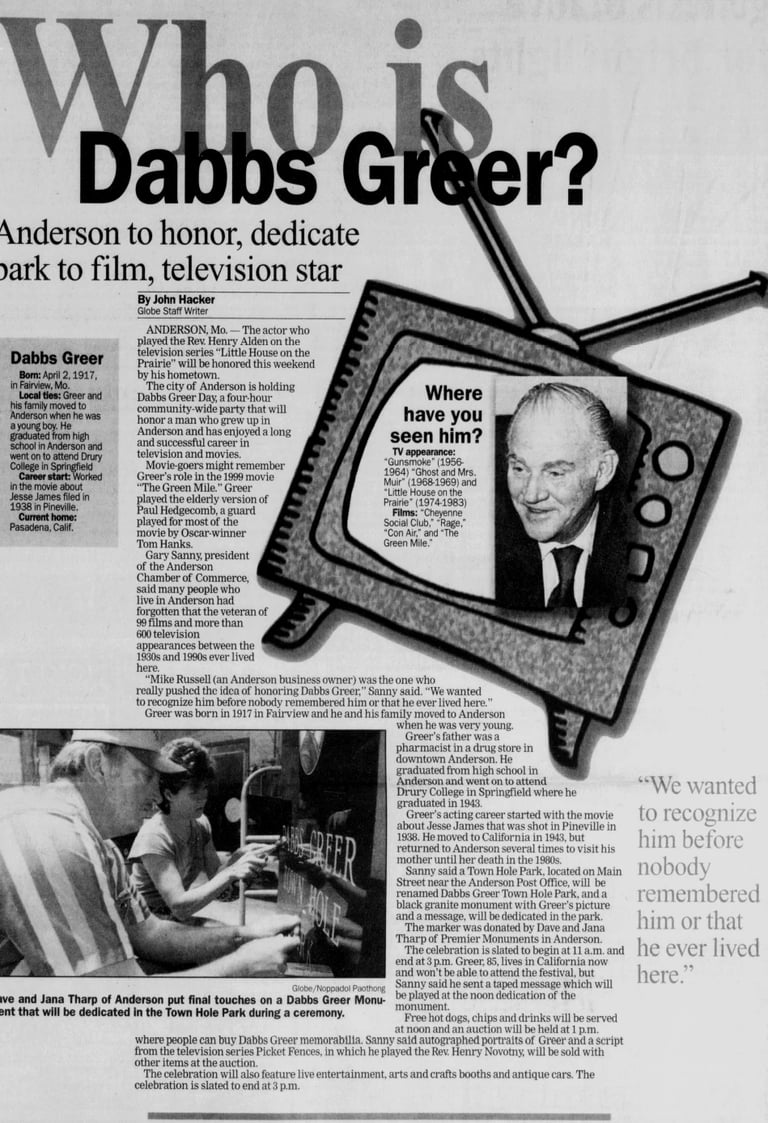 Who is
Dabbs Greer?
Anderson to honor, dedicate
park to film, television star
By John Hacker
Globe Staff Writer
Dabbs Greer
Born: April 2, 1917,
in Fairview, Mo.
Local ties: Greer and
his family moved to
Anderson when he was
a young boy. He
graduated from high
school in Anderson and
went on to attend Drury
College in Springfield
Career start: Worked
in the movie about
Jesse James filed in
1938 in Pineville.
Current home:
Pasadena, Calif.
ANDERSON, Mo. — The actor who
played the Rev. Henry Alden on the
television series “Little House on the
Prairie” will be honored this weekend
by his hometown.
The city of Anderson is holding
Dabbs Greer Day, a four-hour
community-wide party that will
honor a man who grew up in
Anderson and has enjoyed a long
and successful career in
television and movies.
Movie-goers might remember
Greer's role in the 1999 movie
“The Green Mile.” Greer
played the elderly version of
Paul Hedgecomb, a guard
played for most of the
movie by Oscar-winner
Tom Hanks.
Gary Sanny, president
of the Anderson
Chamber of Commerce,
said many people who
live in Anderson had
forgotten that the veteran of
99 films and more than
600 television
appearances between the
1930s and 1990s ever lived
here.
“Mike Russell (an Anderson business owner) was the one who
really pushed the idea of honoring Dabbs Greer,” Sanny said. “We wanted
to recognize him before nobody remembered him or that he ever lived here.”
Greer was born in 1917 in Fairview and he and his family moved to Anderson
when he was very young.
Greer's father was a
pharmacist in a drug store in
downtown Anderson. He
graduated from high school in
Anderson and went on to attend
Drury College in Springfield where he
graduated in 1943.
Greer's acting career started with the movie
about Jesse James that was shot in Pineville in
1938. He moved to California in 1943, but
returned to Anderson several times to visit his
mother until her death in the 1980s.
Sanny said a Town Hole Park, located on Main
Street near the Anderson Post Office, will be
renamed Dabbs Greer Town Hole Park, and a
black granite monument with Greer's picture
and a message, will be dedicated in the park.
The marker was donated by Dave and Jana
Tharp of Premier Monuments in Anderson.
The celebration is slated to begin at 11 a.m. and
end at 3 p.m. Greer, 85, lives in California now
and won't be able to attend the festival, but
Sanny said he sent a taped message which will
be played at the noon dedication of the
monument.
Free hot dogs, chips and drinks will be served
at noon and an auction will be held at 1 p.m.
where people can buy Dabbs Greer memorabilia. Sanny said autographed portraits of Greer and a script
from the television series Picket Fences, in which he played the Rev. Henry Novotny, will be sold with
other items at the auction.
The celebration will also feature live entertainment, arts and crafts booths and antique cars. The
celebration is slated to end at 3 p.m.
Where
have you
seen him?
TV appearance:
“Gunsmoke” (1956-
1964) “Ghost and Mrs.
Muir” (1968-1969) and
“Little House on the
Prairie” (1974-1983)
Films: “Cheyenne
Social Club,” “Rage,”
“Con Air,” and “The
Green Mile.”
“We wanted
to recognize
him before
nobody
remembered
him or that
he ever lived
here.”
DABBS GREER
TOWN HOLE
Globe/Noppadol Paothong
ave and Jana Tharp of Anderson put final touches on a Dabbs Greer Monu-
ent that will be dedicated in the Town Hole Park during a ceremony.